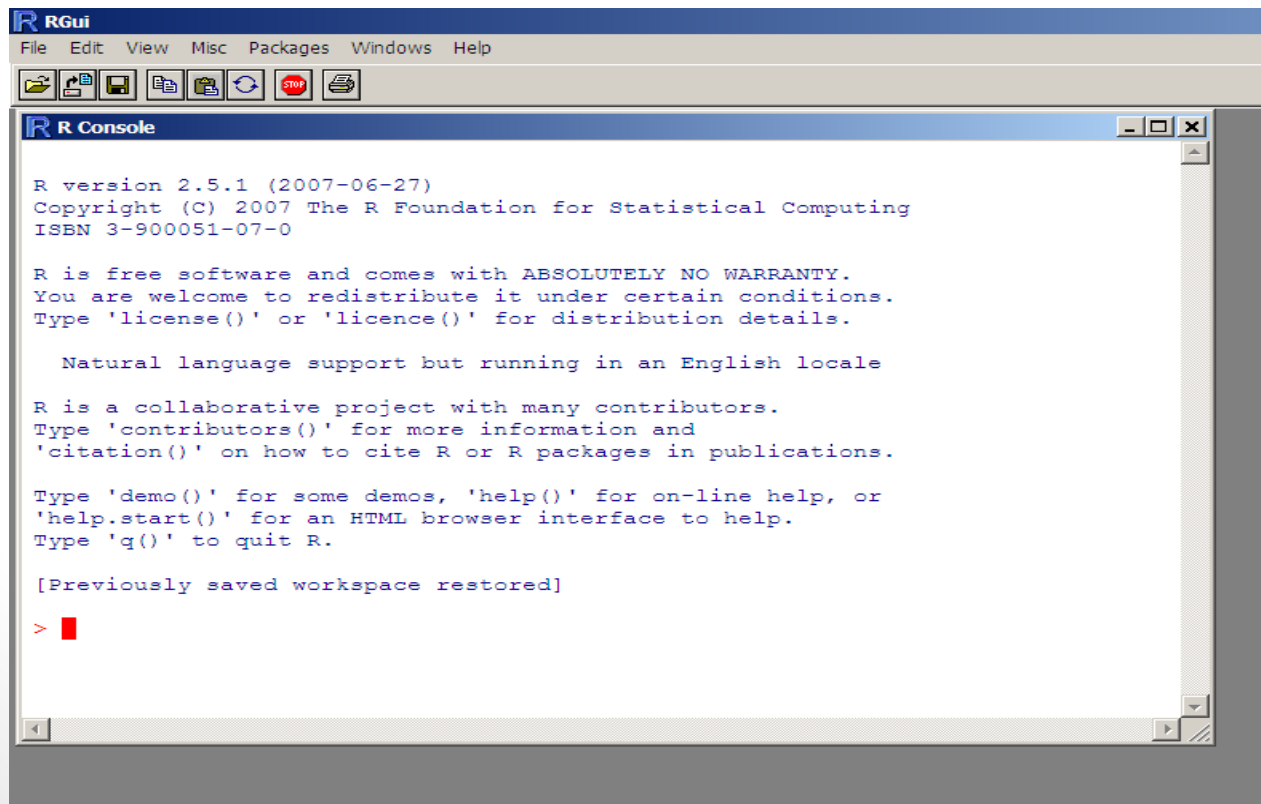 RGui
File Edit View Misc Packages Windows Help
STOP
R Console
R version 2.5.1 (2007-06-27)
Copyright (C) 2007 The R Foundation for Statistical Computing
ISBN 3-900051-07-0
R is free software and comes with ABSOLUTELY NO WARRANTY.
You are welcome to redistribute it under certain conditions.
Type 'license()' or 'licence()' for distribution details.
Natural language support but running in an English locale
R is a collaborative project with many contributors.
Type 'contributors()' for more information and
'citation()' on how to cite R or R packages in publications.
Type 'demo()' for some demos, 'help()' for on-line help, or
'help.start()' for an HTML browser interface to help.
Type 'q()' to quit R.
[Previously saved workspace restored]
>